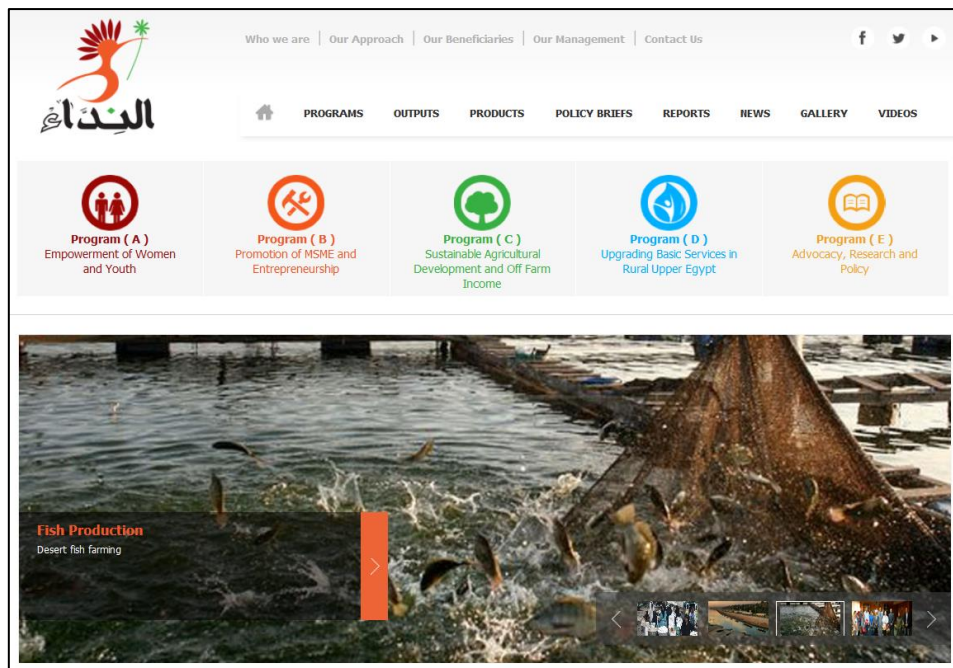 Who we are | Our Approach | Our Beneficiaries | Our Management | Contact Us
النداء
PROGRAMS OUTPUTS PRODUCTS POLICY BRIEFS REPORTS NEWS GALLERY VIDEOS
Program ( A )
Empowerment of Women
and Youth
Program ( B )
Promotion of MSME and
Entrepreneurship
Program ( C )
Sustainable Agricultural
Development and Off Farm
Income
Program ( D )
Upgrading Basic Services in
Rural Upper Egypt
Program ( E )
Advocacy, Research and
Policy
Fish Production
Desert fish farming